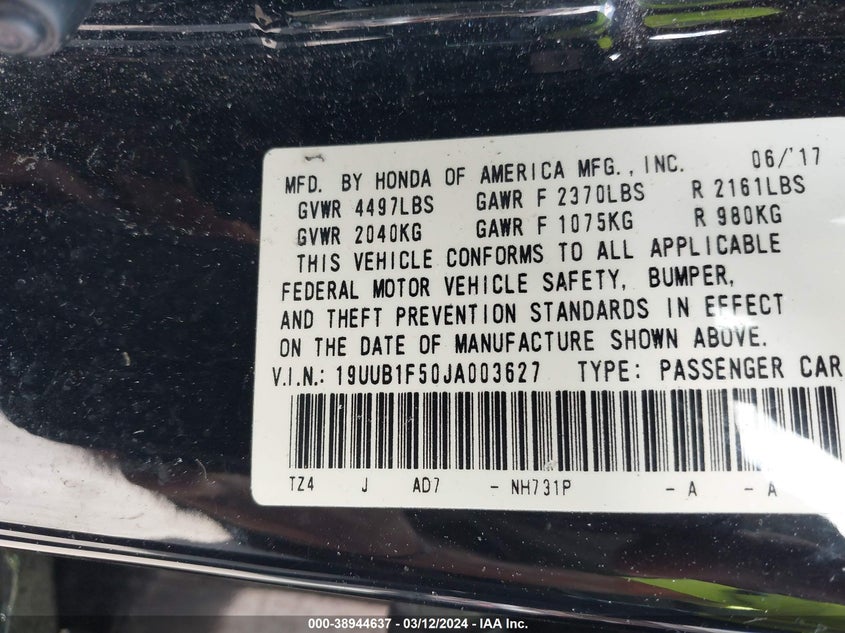 MFD. BY HONDA OF AMERICA MFG., INC. 06/'17
GVWR 4497LBS GAWR F 2370LBS R 2161LBS
GVWR 2040KG GAWR F 1075KG R 980KG
THIS VEHICLE CONFORMS TO ALL APPLICABLE
FEDERAL MOTOR VEHICLE SAFETY, BUMPER,
AND THEFT PREVENTION STANDARDS IN EFFECT
ON THE DATE OF MANUFACTURE SHOWN ABOVE.
V.I.N.: 19UUB1F50JA003627 TYPE: PASSENGER CAR
TZ4 J AD7 - NH731P - A - A
000-38944637 - 03/12/2024 - IAA Inc.